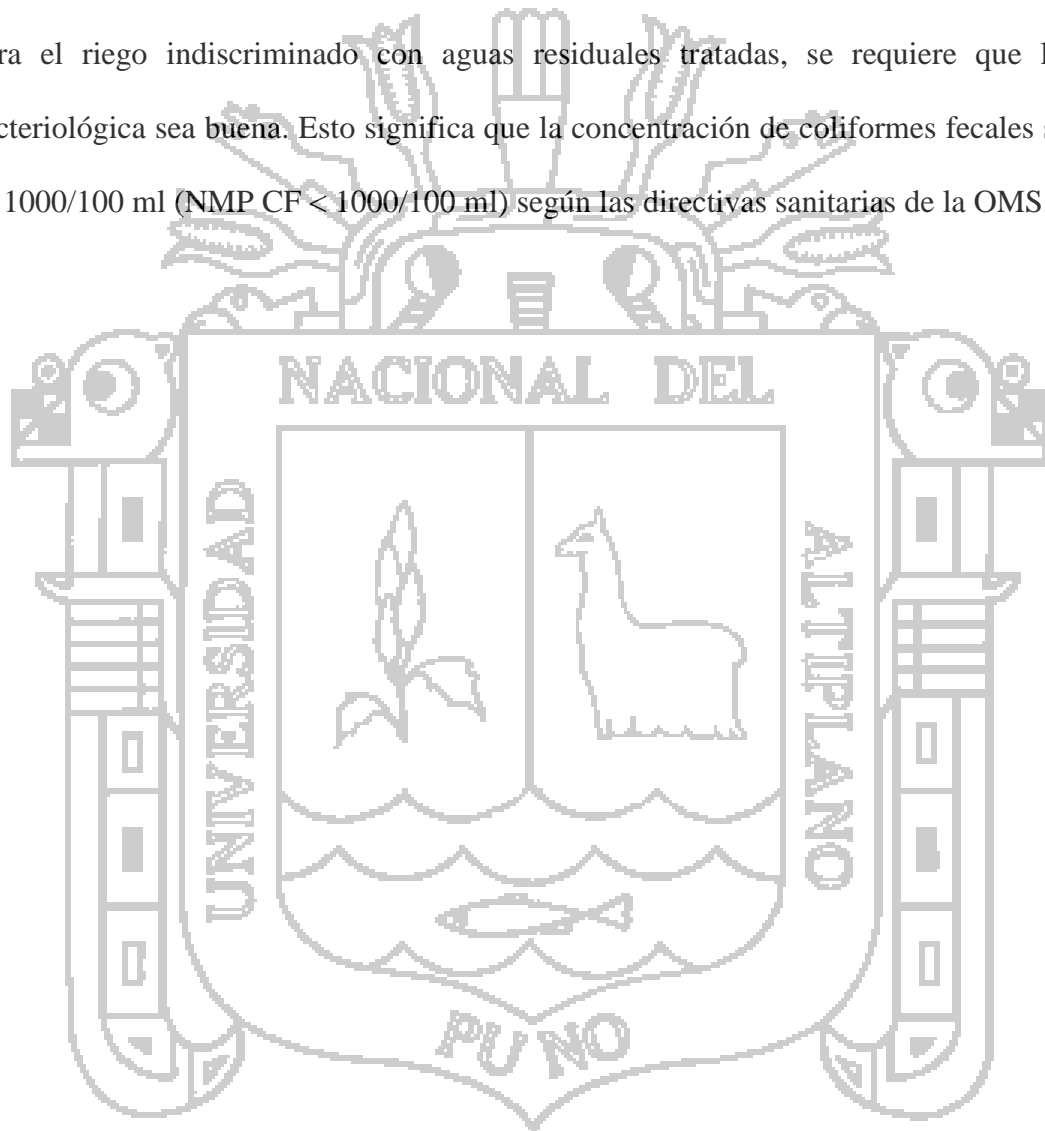 ra el riego indiscriminado con aguas residuales tratadas, se requiere que l
cteriológica sea buena. Esto significa que la concentración de coliformes fecales s
1000/100 ml (NMP CF < 1000/100 ml) según las directivas sanitarias de la OMS
NACIONAL DEL
UNIVERSIDAD
ALTIPLANO
PUNO